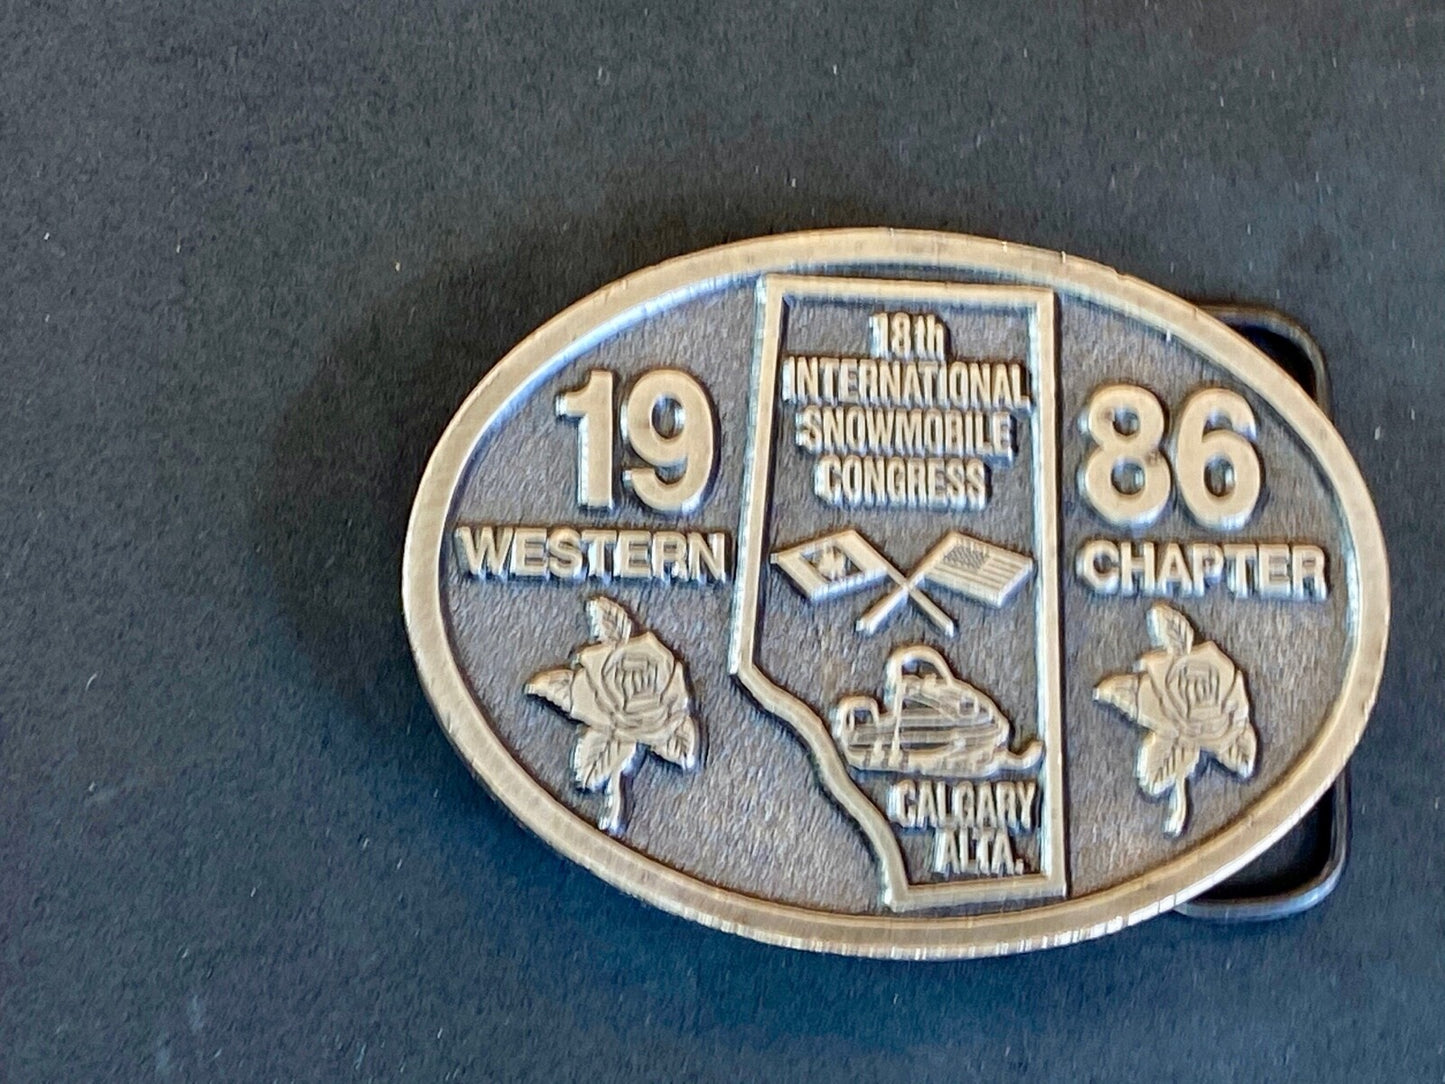 19 86
WESTERN CHAPTER
18th
INTERNATIONAL
SNOWMOBILE
CONGRESS
CALGARY
ALTA.